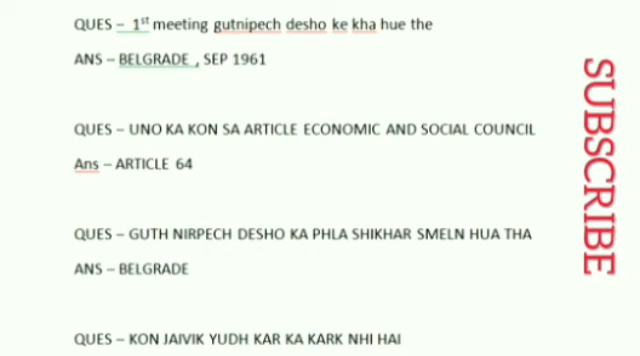 QUES – 1st meeting gutnipech desho ke kha hue the
ANS – BELGRADE , SEP 1961
QUES – UNO KA KON SA ARTICLE ECONOMIC AND SOCIAL COUNCIL
Ans – ARTICLE 64
QUES – GUTH NIRPECH DESHO KA PHLA SHIKHAR SMELN HUA THA
ANS – BELGRADE
QUES – KON JAIVIK YUDH KAR KA KARK NHI HAI
SUBSCRIBE